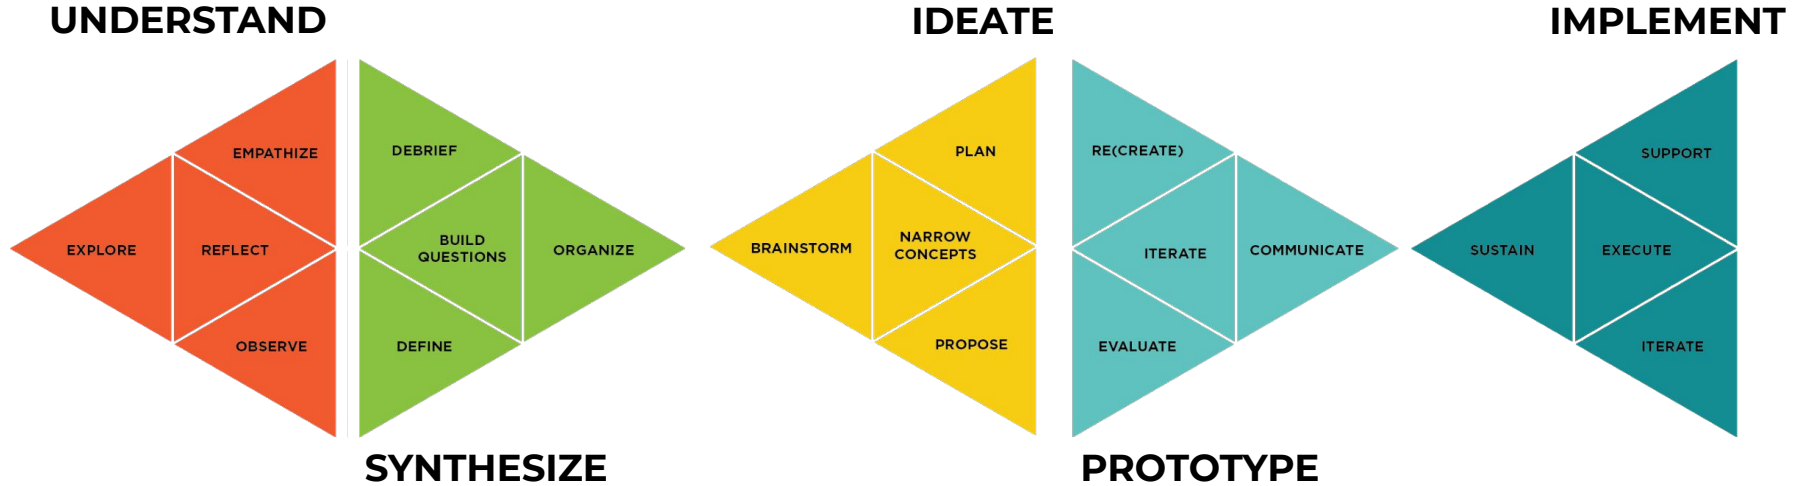 UNDERSTAND
EMPATHIZE
EXPLORE
REFLECT
OBSERVE
DEBRIEF
BUILD
QUESTIONS
ORGANIZE
DEFINE
SYNTHESIZE
IDEATE
PLAN
BRAINSTORM
NARROW
CONCEPTS
PROPOSE
RE(CREATE)
ITERATE
COMMUNICATE
EVALUATE
PROTOTYPE
IMPLEMENT
SUPPORT
SUSTAIN
EXECUTE
ITERATE